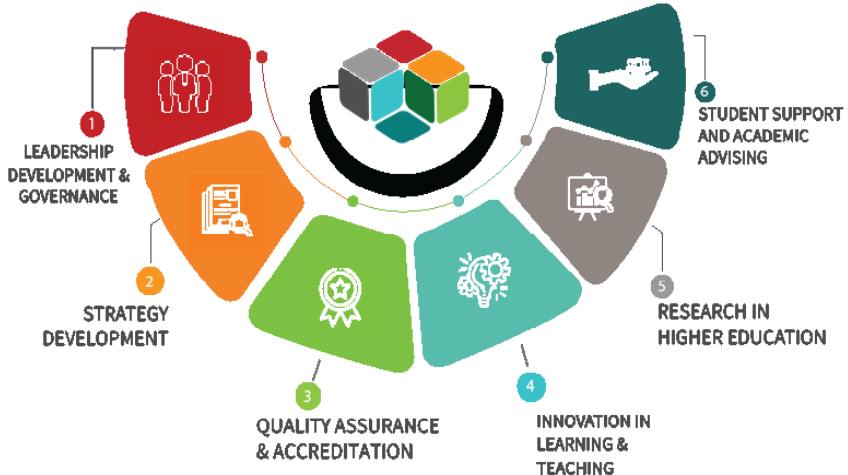 1
LEADERSHIP
DEVELOPMENT &
GOVERNANCE
2
STRATEGY
DEVELOPMENT
3
QUALITY ASSURANCE
& ACCREDITATION
4
INNOVATION IN
LEARNING &
TEACHING
5
RESEARCH IN
HIGHER EDUCATION
6
STUDENT SUPPORT
AND ACADEMIC
ADVISING